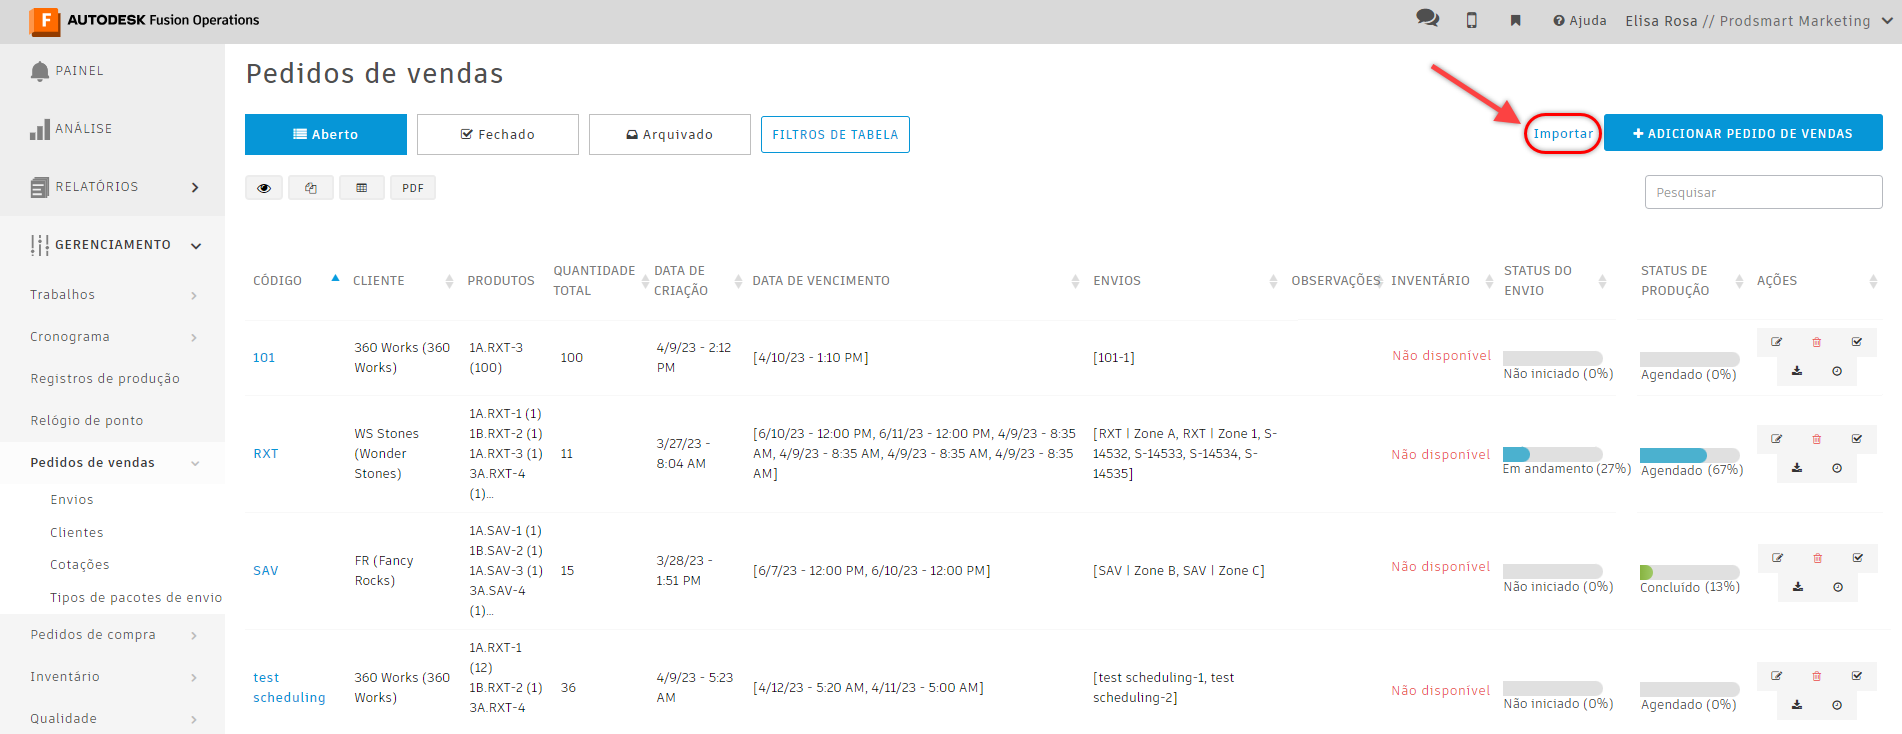 AUTODESK Fusion Operations
Ajuda
Elisa Rosa // Prodsmart Marketing
PAINEL
ANÁLISE
RELATÓRIOS
GERENCIAMENTO
Trabalhos
Cronograma
Registros de produção
Relógio de ponto
Pedidos de vendas
Envios
Clientes
Cotações
Tipos de pacotes de envio
Pedidos de compra
Inventário
Qualidade
Pedidos de vendas
Aberto
Fechado
Arquivado
FILTROS DE TABELA
Importar
+ ADICIONAR PEDIDO DE VENDAS
PDF
Pesquisar
CÓDIGO
CLIENTE
PRODUTOS
QUANTIDADE
TOTAL
DATA DE
CRIAÇÃO
DATA DE VENCIMENTO
ENVIOS
OBSERVAÇÕES
INVENTÁRIO
STATUS DO
ENVIO
STATUS DE
PRODUÇÃO
AÇÕES
101
360 Works (360
Works)
1A.RXT-3
(100)
100
4/9/23 - 2:12
PM
[4/10/23 - 1:10 PM]
[101-1]
Não disponível
Não iniciado (0%)
Agendado (0%)
RXT
WS Stones
(Wonder
Stones)
1A.RXT-1 (1)
1B.RXT-2 (1)
1A.RXT-3 (1)
3A.RXT-4
(1)...
11
3/27/23 -
8:04 AM
[6/10/23 - 12:00 PM, 6/11/23 - 12:00 PM, 4/9/23 - 8:35
AM, 4/9/23 - 8:35 AM, 4/9/23 - 8:35 AM, 4/9/23 - 8:35
AM]
[RXT | Zone A, RXT | Zone 1, S-
14532, S-14533, S-14534, S-
14535]
Não disponível
Em andamento (27%)
Agendado (67%)
SAV
FR (Fancy
Rocks)
1A.SAV-1 (1)
1B.SAV-2 (1)
1A.SAV-3 (1)
3A.SAV-4
(1)...
15
3/28/23 -
1:51 PM
[6/7/23 - 12:00 PM, 6/10/23 - 12:00 PM]
[SAV | Zone B, SAV | Zone C]
Não disponível
Não iniciado (0%)
Concluído (13%)
test
scheduling
360 Works (360
Works)
1A.RXT-1
(12)
1B.RXT-2 (1)
3A.RXT-4
36
4/9/23 - 5:23
AM
[4/12/23 - 5:20 AM, 4/11/23 - 5:00 AM]
[test scheduling-1, test
scheduling-2]
Não disponível
Não iniciado (0%)
Agendado (0%)